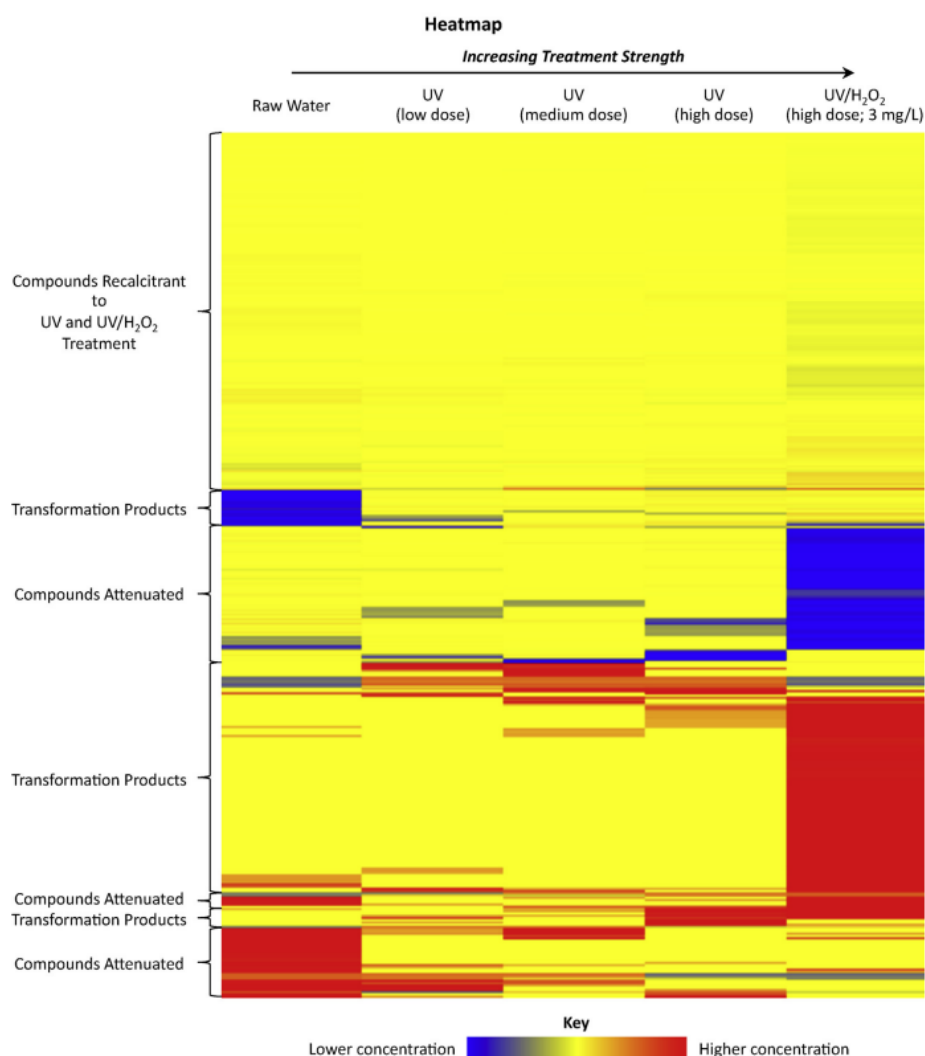 Heatmap
Increasing Treatment Strength
Raw Water
UV
(low dose)
UV
(medium dose)
UV
(high dose)
UV/H₂O₂
(high dose; 3 mg/L)
Compounds Recalcitrant
to
UV and UV/H₂O₂
Treatment
Transformation Products
Compounds Attenuated
Transformation Products
Compounds Attenuated
Transformation Products
Compounds Attenuated
Key
Lower concentration
Higher concentration